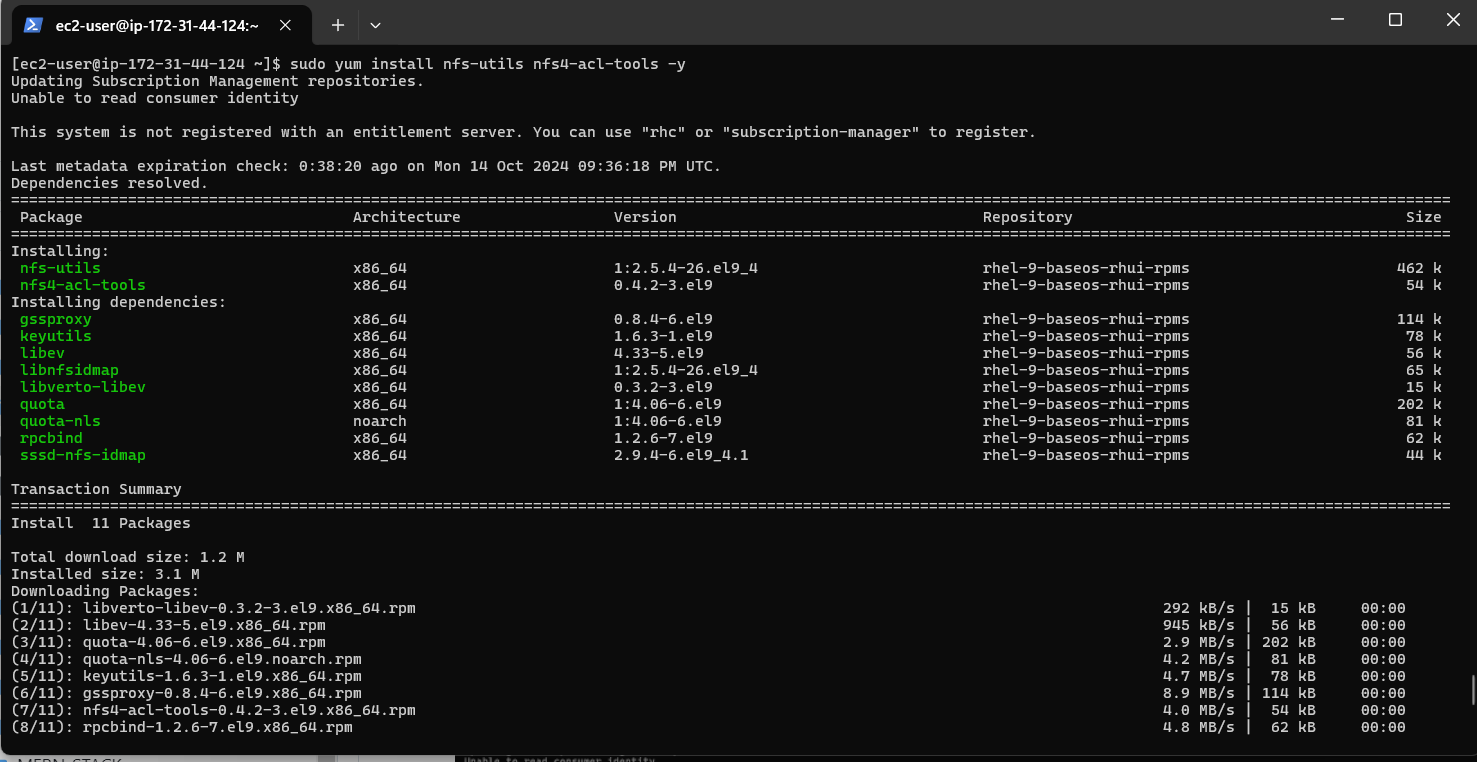 ec2-user@ip-172-31-44-124:~
[ec2-user@ip-172-31-44-124 ~]$ sudo yum install nfs-utils nfs4-acl-tools -y
Updating Subscription Management repositories.
Unable to read consumer identity
This system is not registered with an entitlement server. You can use "rhc" or "subscription-manager" to register.
Last metadata expiration check: 0:38:20 ago on Mon 14 Oct 2024 09:36:18 PM UTC.
Dependencies resolved.
================================================================================
Package Architecture Version Repository Size
================================================================================
Installing:
nfs-utils x86_64 1:2.5.4-26.el9_4 rhel-9-baseos-rhui-rpms 462 k
nfs4-acl-tools x86_64 0.4.2-3.el9 rhel-9-baseos-rhui-rpms 54 k
Installing dependencies:
gssproxy x86_64 0.8.4-6.el9 rhel-9-baseos-rhui-rpms 114 k
keyutils x86_64 1.6.3-1.el9 rhel-9-baseos-rhui-rpms 78 k
libev x86_64 4.33-5.el9 rhel-9-baseos-rhui-rpms 56 k
libnfsidmap x86_64 1:2.5.4-26.el9_4 rhel-9-baseos-rhui-rpms 65 k
libverto-libev x86_64 0.3.2-3.el9 rhel-9-baseos-rhui-rpms 15 k
quota x86_64 1:4.06-6.el9 rhel-9-baseos-rhui-rpms 202 k
quota-nls noarch 1:4.06-6.el9 rhel-9-baseos-rhui-rpms 81 k
rpcbind x86_64 1.2.6-7.el9 rhel-9-baseos-rhui-rpms 62 k
sssd-nfs-idmap x86_64 2.9.4-6.el9_4.1 rhel-9-baseos-rhui-rpms 44 k
Transaction Summary
================================================================================
Install 11 Packages
Total download size: 1.2 M
Installed size: 3.1 M
Downloading Packages:
(1/11): libverto-libev-0.3.2-3.el9.x86_64.rpm 292 kB/s | 15 kB 00:00
(2/11): libev-4.33-5.el9.x86_64.rpm 945 kB/s | 56 kB 00:00
(3/11): quota-4.06-6.el9.x86_64.rpm 2.9 MB/s | 202 kB 00:00
(4/11): quota-nls-4.06-6.el9.noarch.rpm 4.2 MB/s | 81 kB 00:00
(5/11): keyutils-1.6.3-1.el9.x86_64.rpm 4.7 MB/s | 78 kB 00:00
(6/11): gssproxy-0.8.4-6.el9.x86_64.rpm 8.9 MB/s | 114 kB 00:00
(7/11): nfs4-acl-tools-0.4.2-3.el9.x86_64.rpm 4.0 MB/s | 54 kB 00:00
(8/11): rpcbind-1.2.6-7.el9.x86_64.rpm 4.8 MB/s | 62 kB 00:00
Unable to read consumer identity